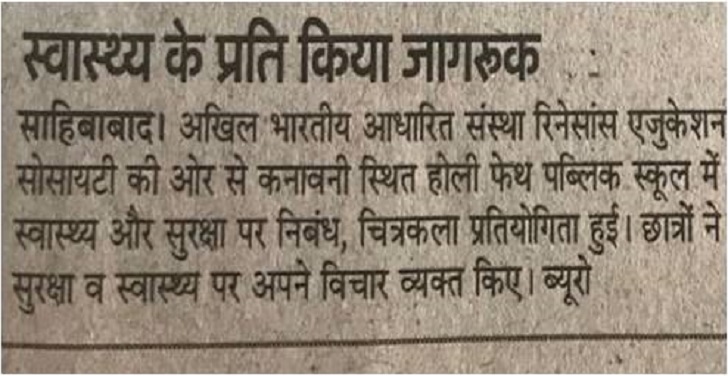 स्वास्थ्य के प्रति किया जागरूक
साहिबाबाद। अखिल भारतीय आधारित संस्था रिनेसांस एजुकेशन
सोसायटी की ओर से कनावनी स्थित होली फेथ पब्लिक स्कूल में
स्वास्थ्य और सुरक्षा पर निबंध, चित्रकला प्रतियोगिता हुई। छात्रों ने
सुरक्षा व स्वास्थ्य पर अपने विचार व्यक्त किए। ब्यूरो